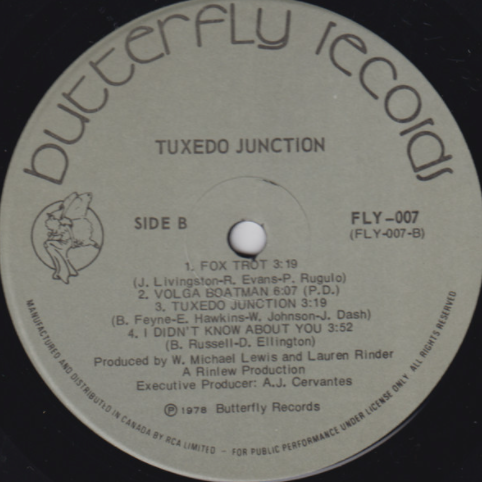 butterfly records
TUXEDO JUNCTION
SIDE B
FLY-007
(FLY-007-B)
1. FOX TROT 3:19
(J. Livingston-R. Evans-P. Rugulo)
2. VOLGA BOATMAN 6:07 (P.D.)
3. TUXEDO JUNCTION 3:19
(B. Feyne-E. Hawkins-W. Johnson-J. Dash)
4. I DIDN'T KNOW ABOUT YOU 3:52
(B. Russell-D. Ellington)
Produced by W. Michael Lewis and Lauren Rinder
A Rinlew Production
Executive Producer: A.J. Cervantes
℗ 1978 Butterfly Records
MANUFACTURED AND DISTRIBUTED IN CANADA BY RCA LIMITED – FOR PUBLIC PERFORMANCE UNDER LICENSE ONLY. ALL RIGHTS RESERVED